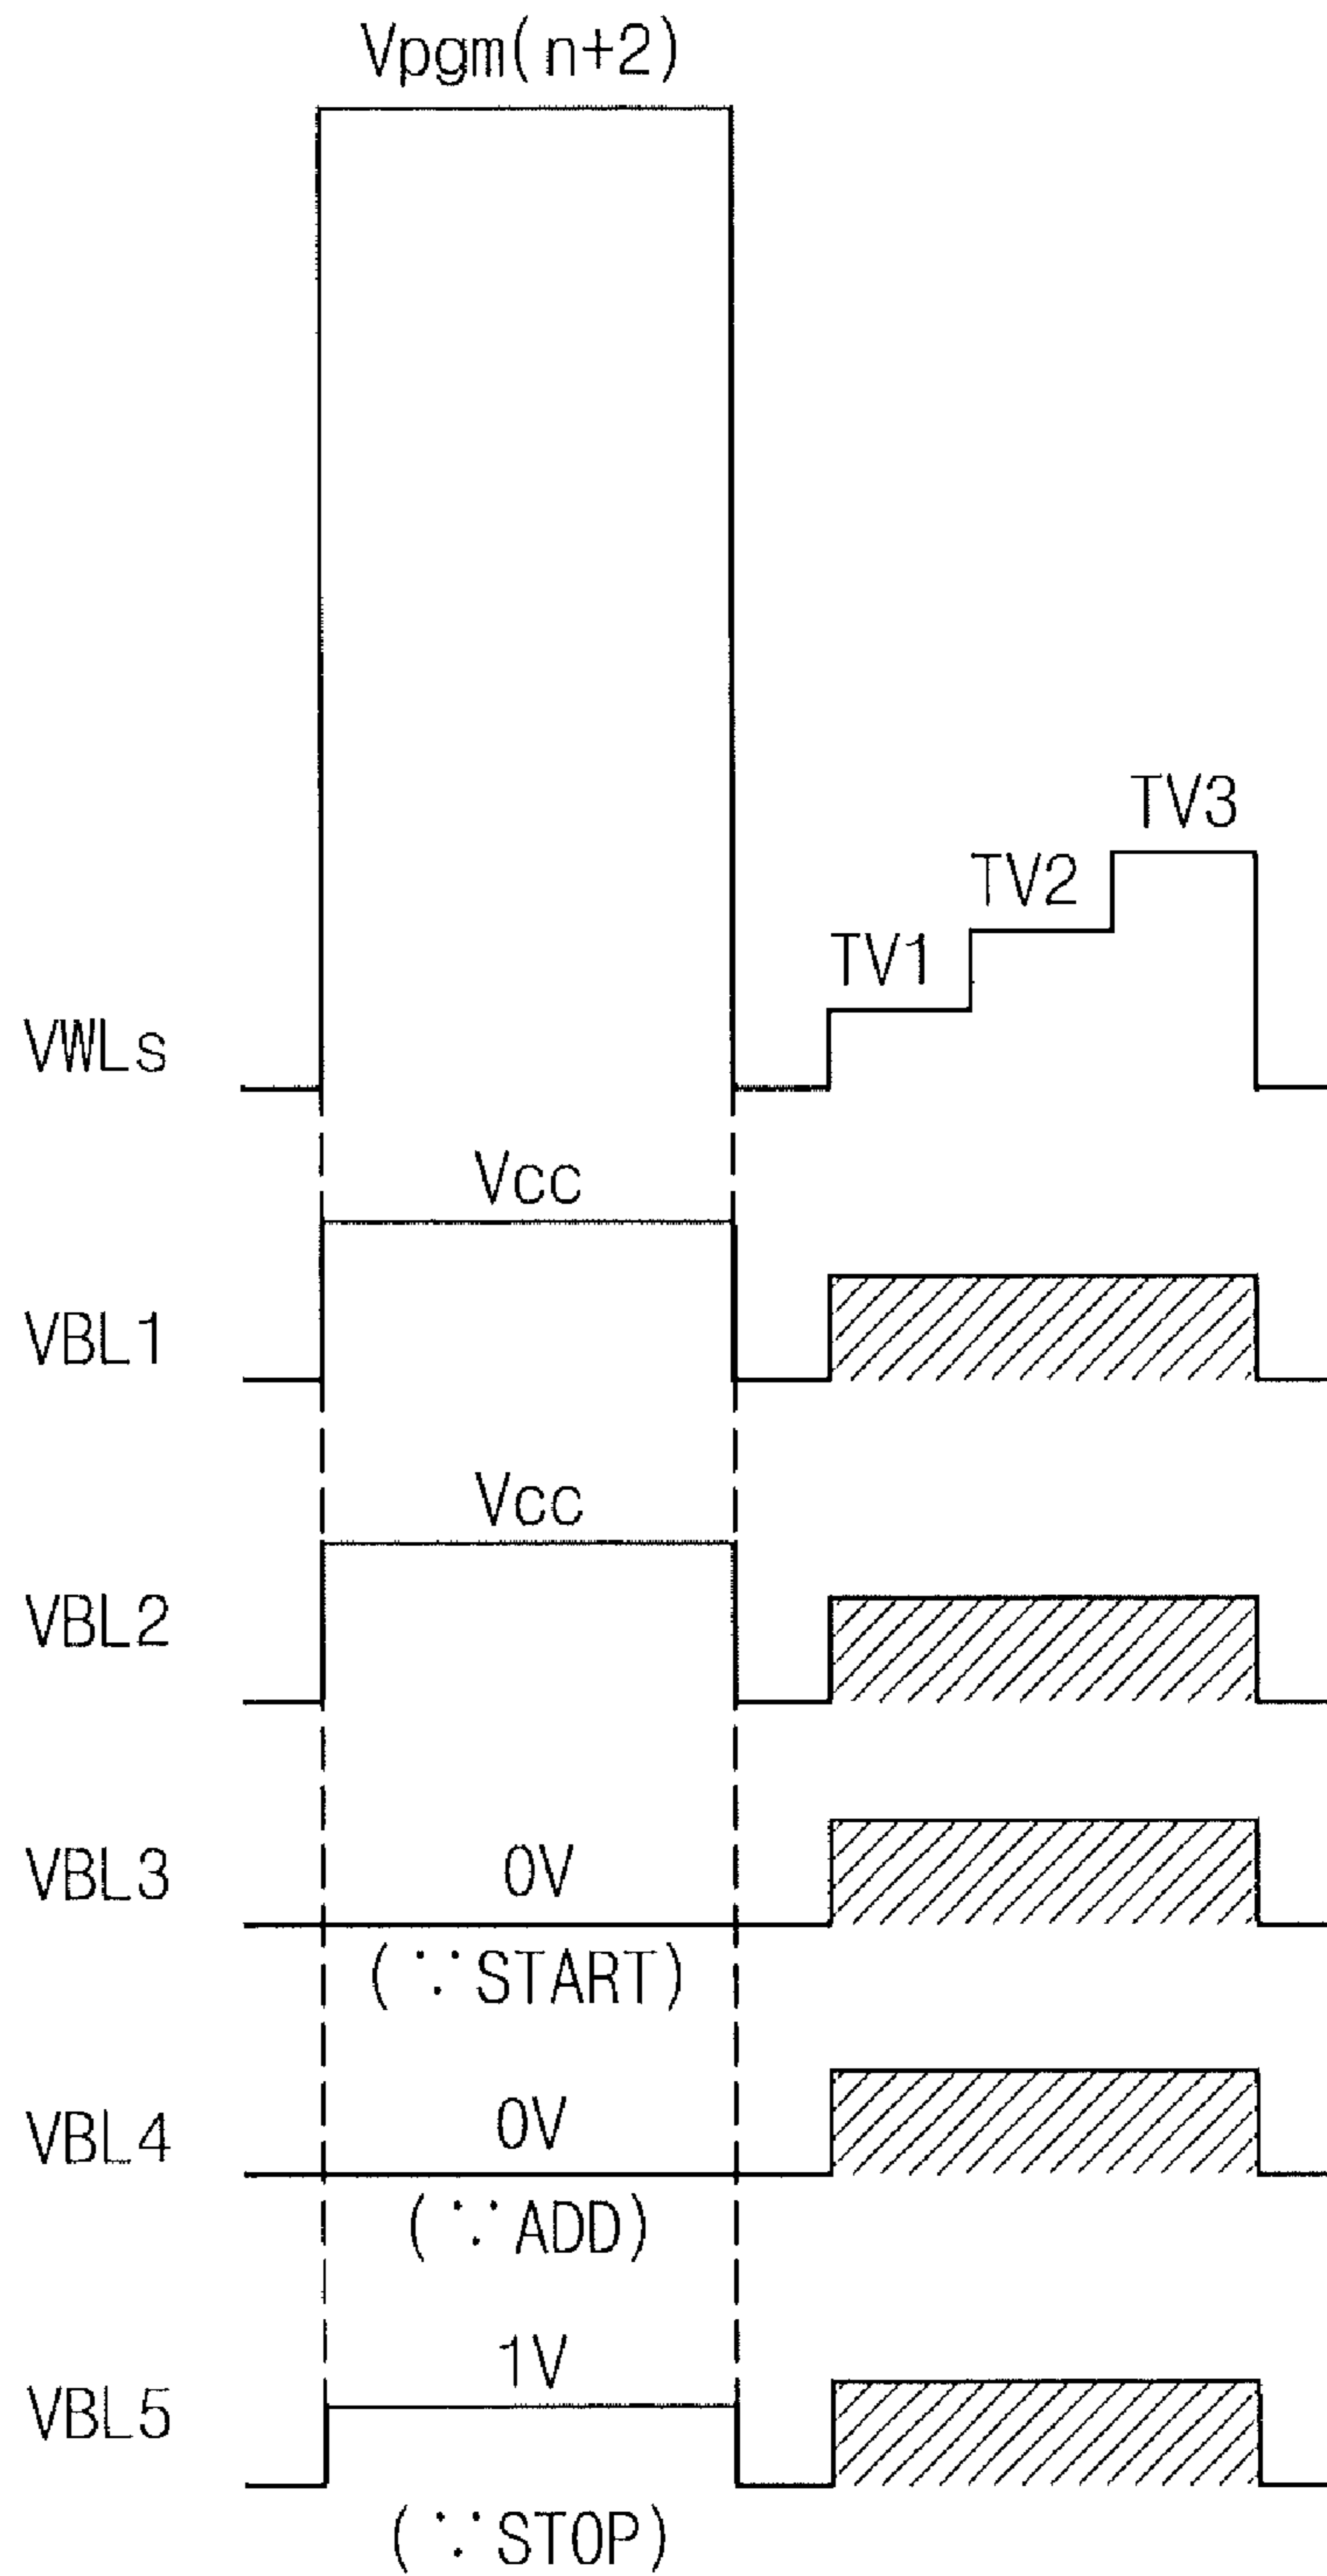 Vpgm(n+2)
TV3
TV2
TV1
VWLs
Vcc
VBL1
Vcc
VBL2
0V
VBL3
(∵START)
0V
VBL4
(∵ADD)
1V
VBL5
(∵STOP)